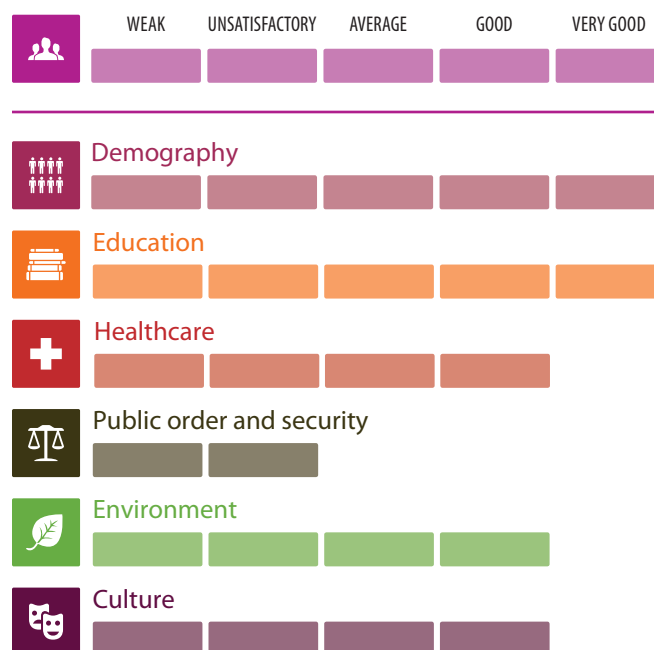 WEAK UNSATISFACTORY AVERAGE GOOD VERY GOOD
Demography
Education
Healthcare
Public order and security
Environment
Culture